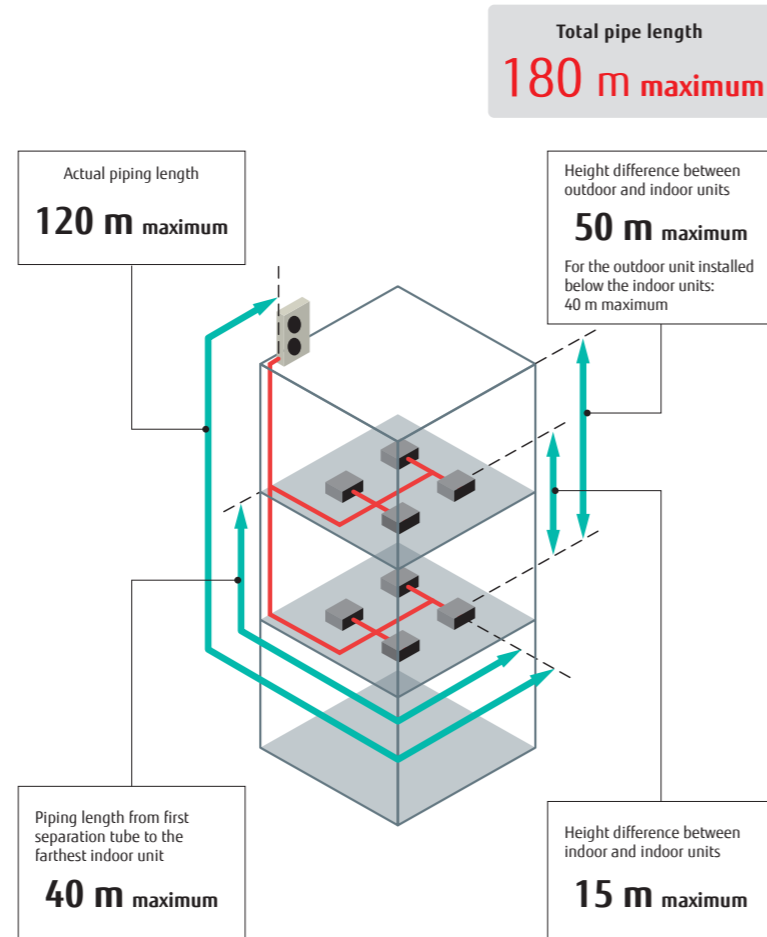 Total pipe length
180 m maximum
Actual piping length
120 m maximum
Height difference between
outdoor and indoor units
50 m maximum
For the outdoor unit installed
below the indoor units:
40 m maximum
Piping length from first
separation tube to the
farthest indoor unit
40 m maximum
Height difference between
indoor and indoor units
15 m maximum